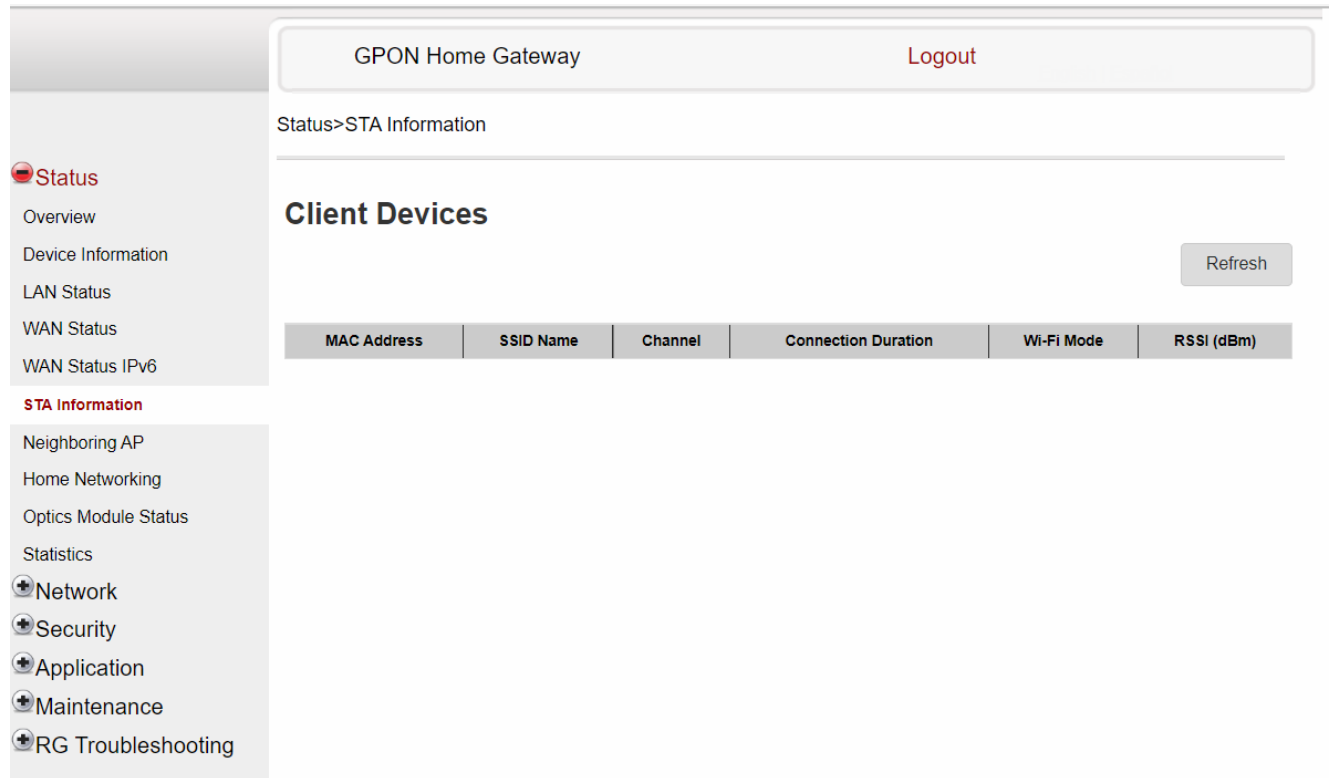 GPON Home Gateway Logout
Status>STA Information
Status
Overview
Device Information
LAN Status
WAN Status
WAN Status IPv6
STA Information
Neighboring AP
Home Networking
Optics Module Status
Statistics
Network
Security
Application
Maintenance
RG Troubleshooting
Client Devices
Refresh
MAC Address SSID Name Channel Connection Duration Wi-Fi Mode RSSI (dBm)